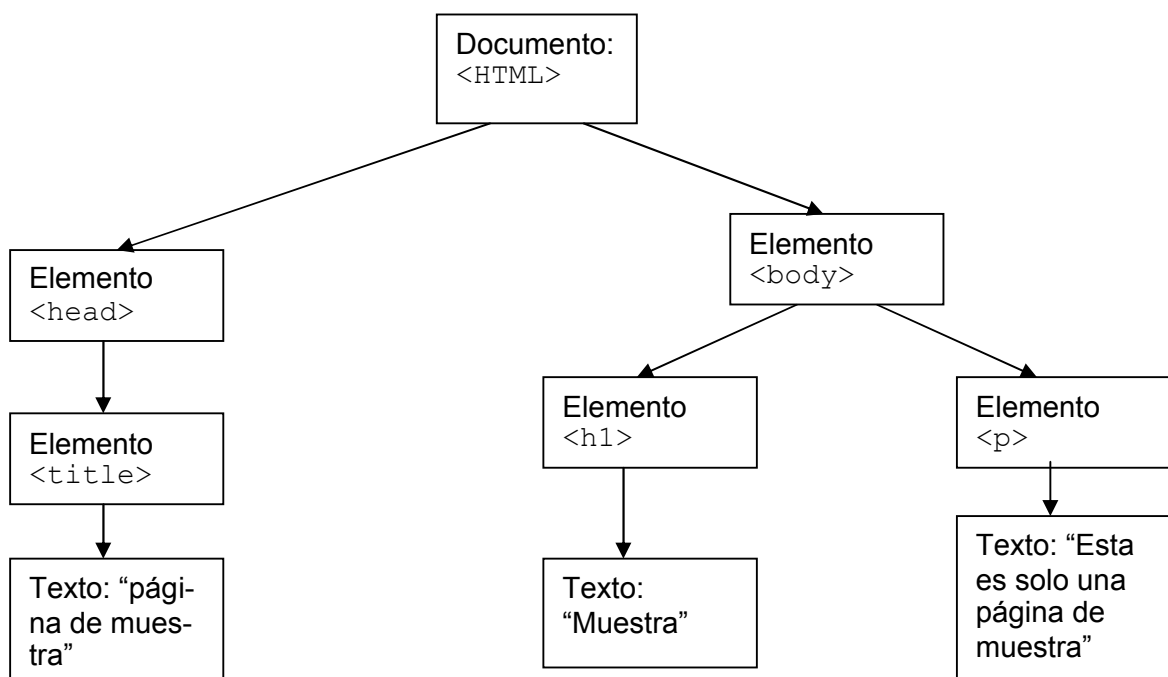 Documento:
<HTML>
Elemento
<head>
Elemento
<body>
Elemento
<title>
Elemento
<h1>
Elemento
<p>
Texto: “pági-
na de mues-
tra”
Texto:
“Muestra”
Texto: “Esta
es solo una
página de
muestra”